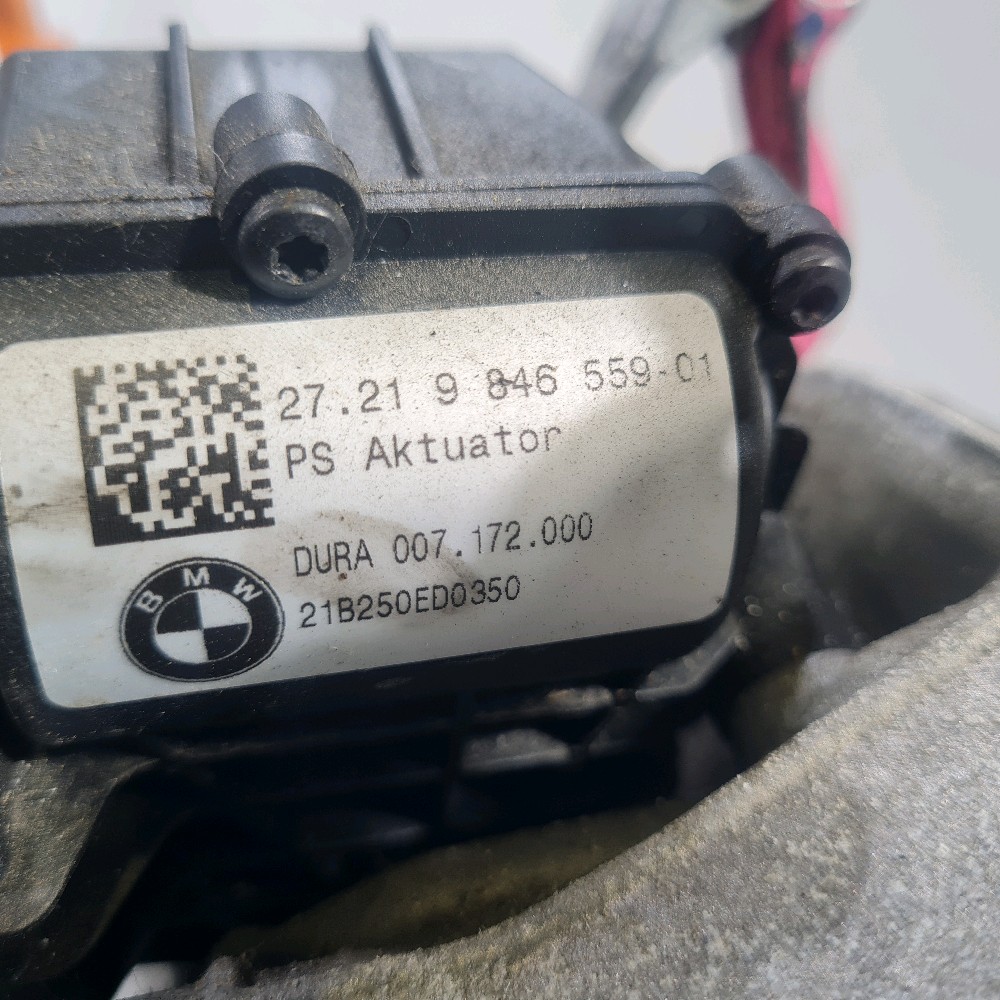 27.21 9 846 559-01
PS Aktuator
DURA 007.172.000
21B250ED0350
BMW